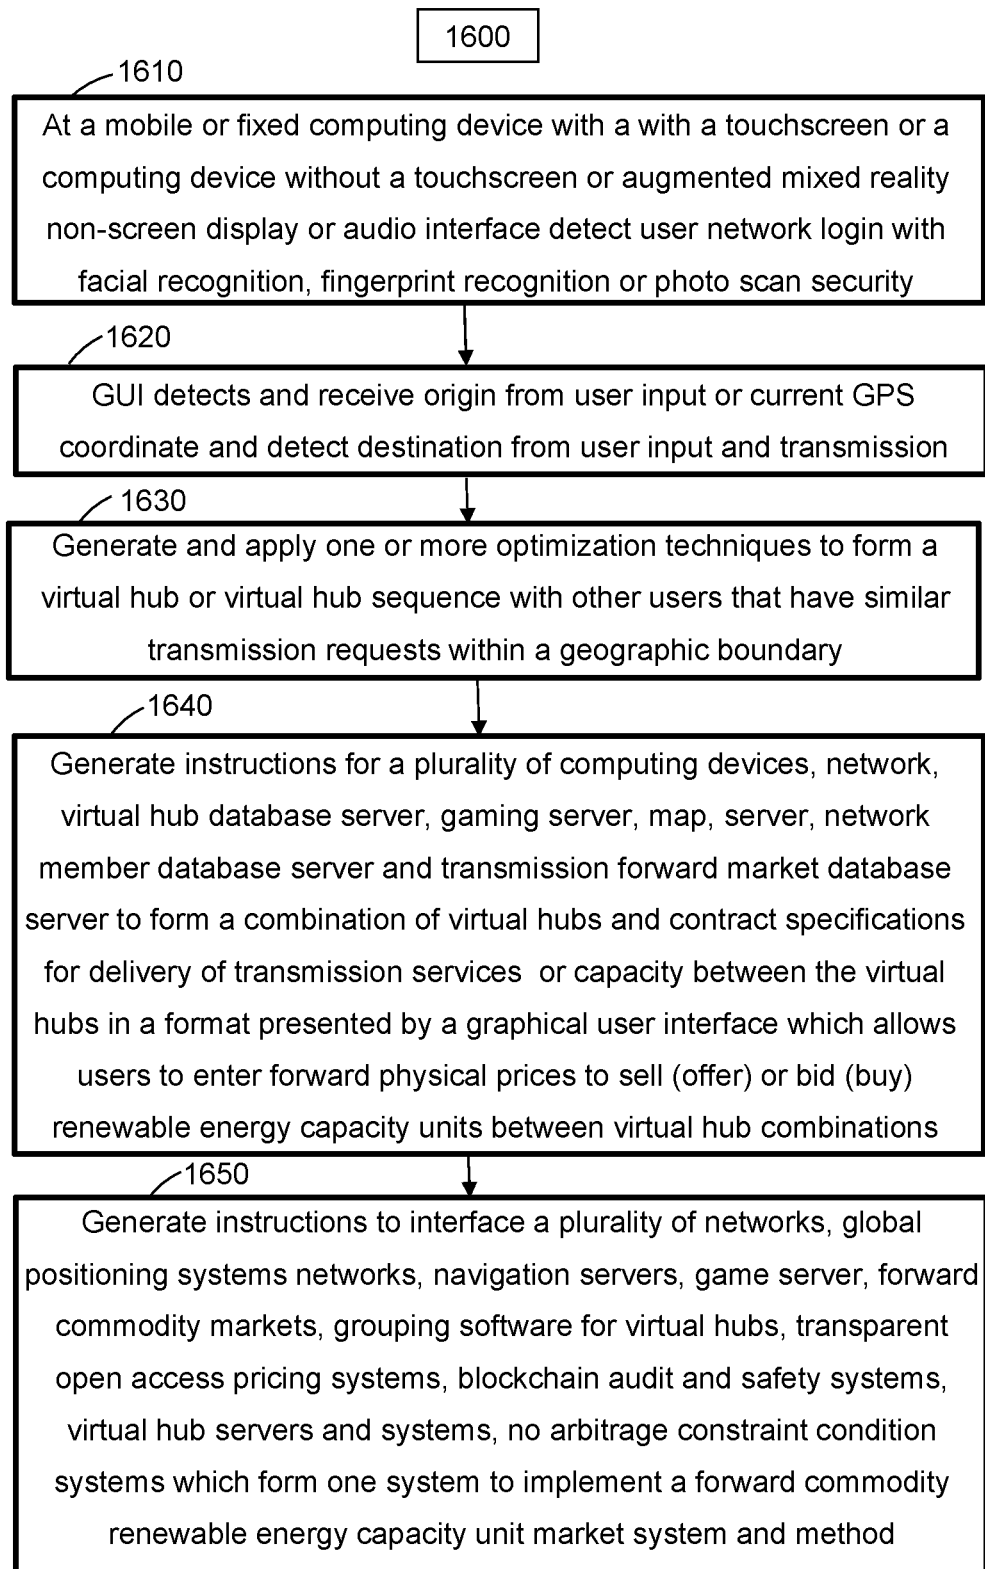 1600
1610
At a mobile or fixed computing device with a with a touchscreen or a
computing device without a touchscreen or augmented mixed reality
non-screen display or audio interface detect user network login with
facial recognition, fingerprint recognition or photo scan security
1620
GUI detects and receive origin from user input or current GPS
coordinate and detect destination from user input and transmission
1630
Generate and apply one or more optimization techniques to form a
virtual hub or virtual hub sequence with other users that have similar
transmission requests within a geographic boundary
1640
Generate instructions for a plurality of computing devices, network,
virtual hub database server, gaming server, map, server, network
member database server and transmission forward market database
server to form a combination of virtual hubs and contract specifications
for delivery of transmission services or capacity between the virtual
hubs in a format presented by a graphical user interface which allows
users to enter forward physical prices to sell (offer) or bid (buy)
renewable energy capacity units between virtual hub combinations
1650
Generate instructions to interface a plurality of networks, global
positioning systems networks, navigation servers, game server, forward
commodity markets, grouping software for virtual hubs, transparent
open access pricing systems, blockchain audit and safety systems,
virtual hub servers and systems, no arbitrage constraint condition
systems which form one system to implement a forward commodity
renewable energy capacity unit market system and method